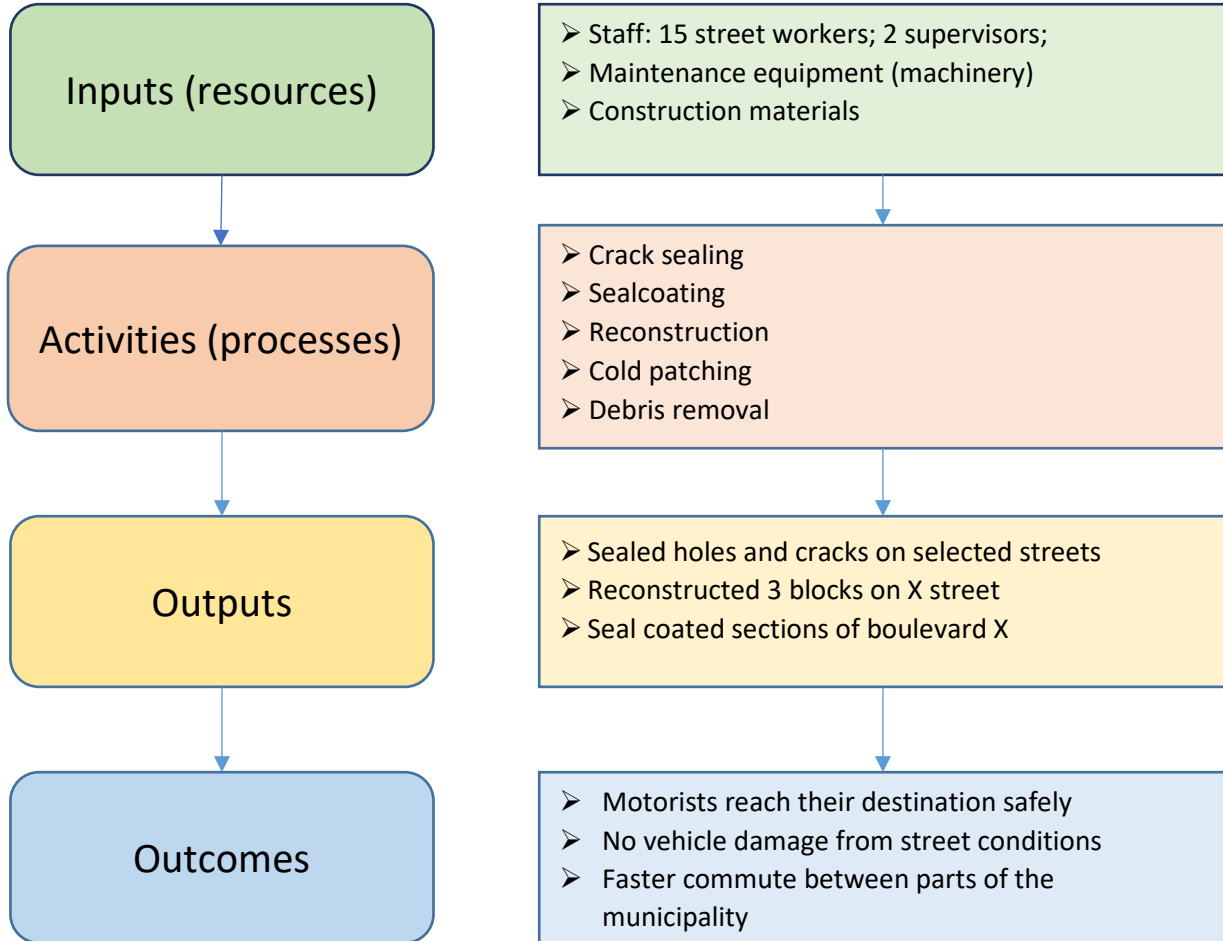 Inputs (resources)
➢ Staff: 15 street workers; 2 supervisors;
➢ Maintenance equipment (machinery)
➢ Construction materials
Activities (processes)
➢ Crack sealing
➢ Sealcoating
➢ Reconstruction
➢ Cold patching
➢ Debris removal
Outputs
➢ Sealed holes and cracks on selected streets
➢ Reconstructed 3 blocks on X street
➢ Seal coated sections of boulevard X
Outcomes
➢ Motorists reach their destination safely
➢ No vehicle damage from street conditions
➢ Faster commute between parts of the
municipality